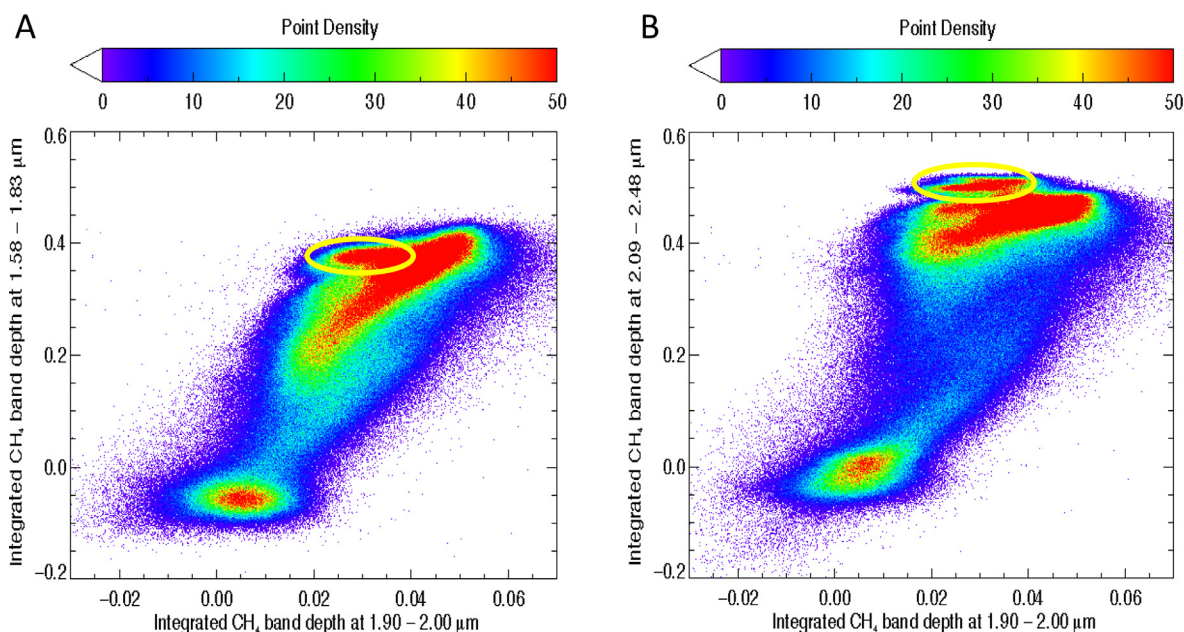 A
Point Density
0 10 20 30 40 50
Integrated CH₄ band depth at 1.58 – 1.83 μm
0.6
0.4
0.2
0.0
−0.2
−0.02 0.00 0.02 0.04 0.06
Integrated CH₄ band depth at 1.90 – 2.00 μm
B
Point Density
0 10 20 30 40 50
Integrated CH₄ band depth at 2.09 – 2.48 μm
0.6
0.4
0.2
0.0
−0.2
−0.02 0.00 0.02 0.04 0.06
Integrated CH₄ band depth at 1.90 – 2.00 μm